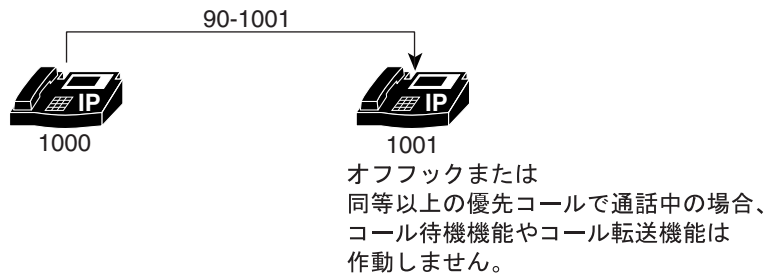 90-1001
IP
IP
1000
1001
オフフックまたは
同等以上の優先コールで通話中の場合、
コール待機機能やコール転送機能は
作動しません。